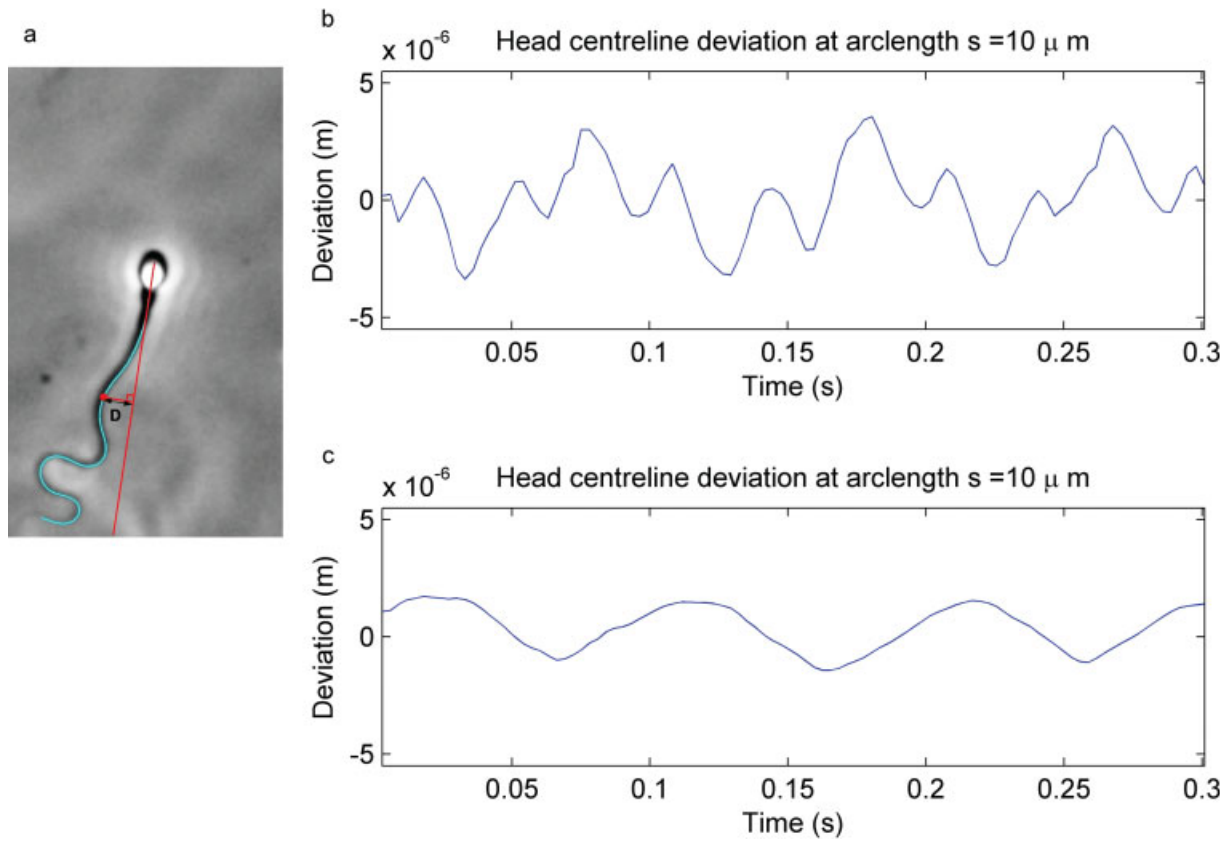 a
D
b
x 10^-6
Head centreline deviation at arclength s =10 μ m
5
0
-5
Deviation (m)
0.05 0.1 0.15 0.2 0.25 0.3
Time (s)
c
x 10^-6
Head centreline deviation at arclength s =10 μ m
5
0
-5
Deviation (m)
0.05 0.1 0.15 0.2 0.25 0.3
Time (s)